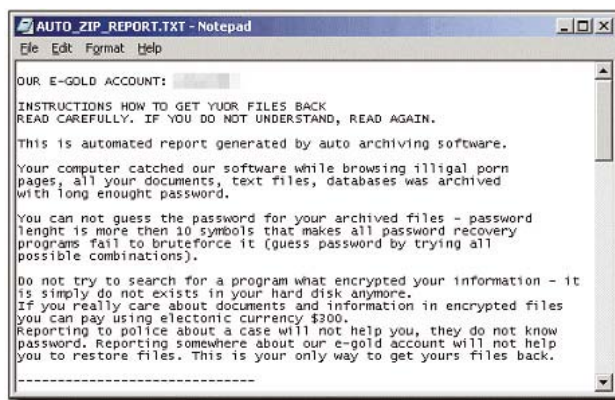 AUTO_ZIP_REPORT.TXT - Notepad
File Edit Format Help
OUR E-GOLD ACCOUNT:
INSTRUCTIONS HOW TO GET YUOR FILES BACK
READ CAREFULLY. IF YOU DO NOT UNDERSTAND, READ AGAIN.
This is automated report generated by auto archiving software.
Your computer catched our software while browsing illigal porn
pages, all your documents, text files, databases was archived
with long enought password.
You can not guess the password for your archived files - password
lenght is more then 10 symbols that makes all password recovery
programs fail to bruteforce it (guess password by trying all
possible combinations).
Do not try to search for a program what encrypted your information - it
is simply do not exists in your hard disk anymore.
If you really care about documents and information in encrypted files
you can pay using electonic currency $300.
Reporting to police about a case will not help you, they do not know
password. Reporting somewhere about our e-gold account will not help
you to restore files. This is your only way to get yours files back.
------------------------------